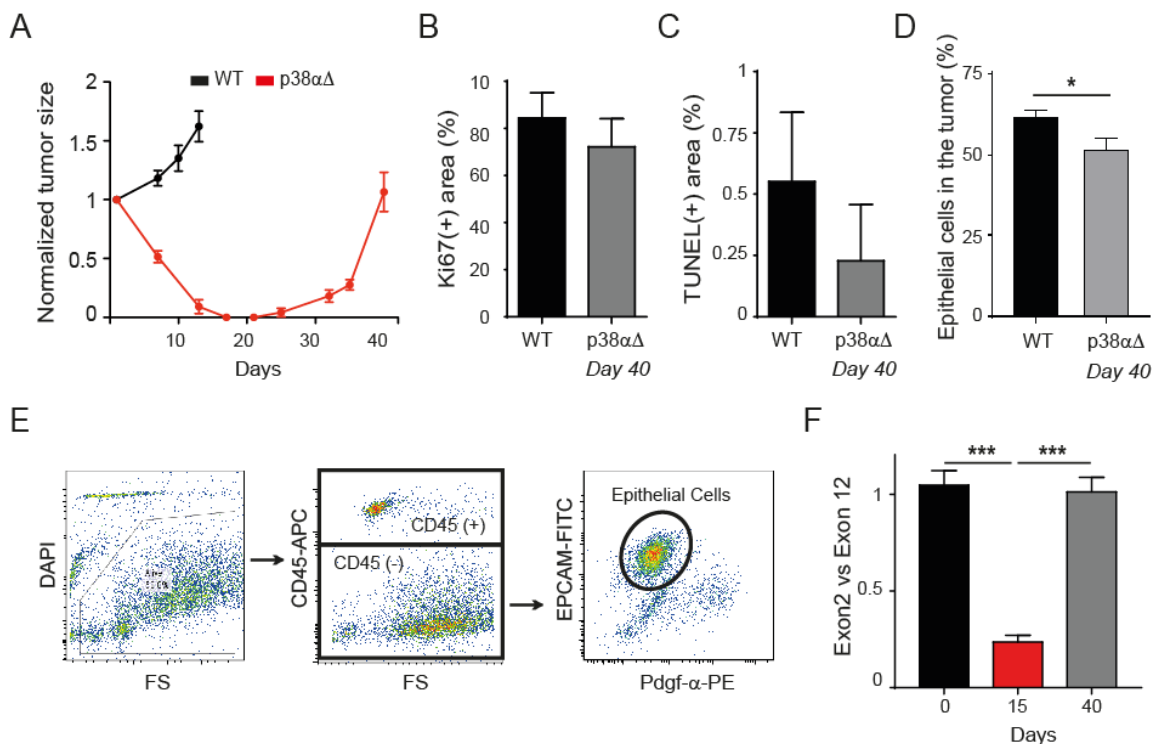 A
WT
p38αΔ
Normalized tumor size
2
1.5
1
0.5
0
10
20
30
40
Days
B
Ki67(+) area (%)
100
80
60
40
20
0
WT
p38αΔ
Day 40
C
TUNEL(+) area (%)
1
0.75
0.5
0.25
0
WT
p38αΔ
Day 40
D
Epithelial cells in the tumor (%)
75
50
25
0
*
WT
p38αΔ
Day 40
E
DAPI
FS
CD45-APC
CD45 (+)
CD45 (-)
FS
EPCAM-FITC
Epithelial Cells
Pdgf-α-PE
F
Exon2 vs Exon 12
1
0.5
0
***
***
0
15
40
Days